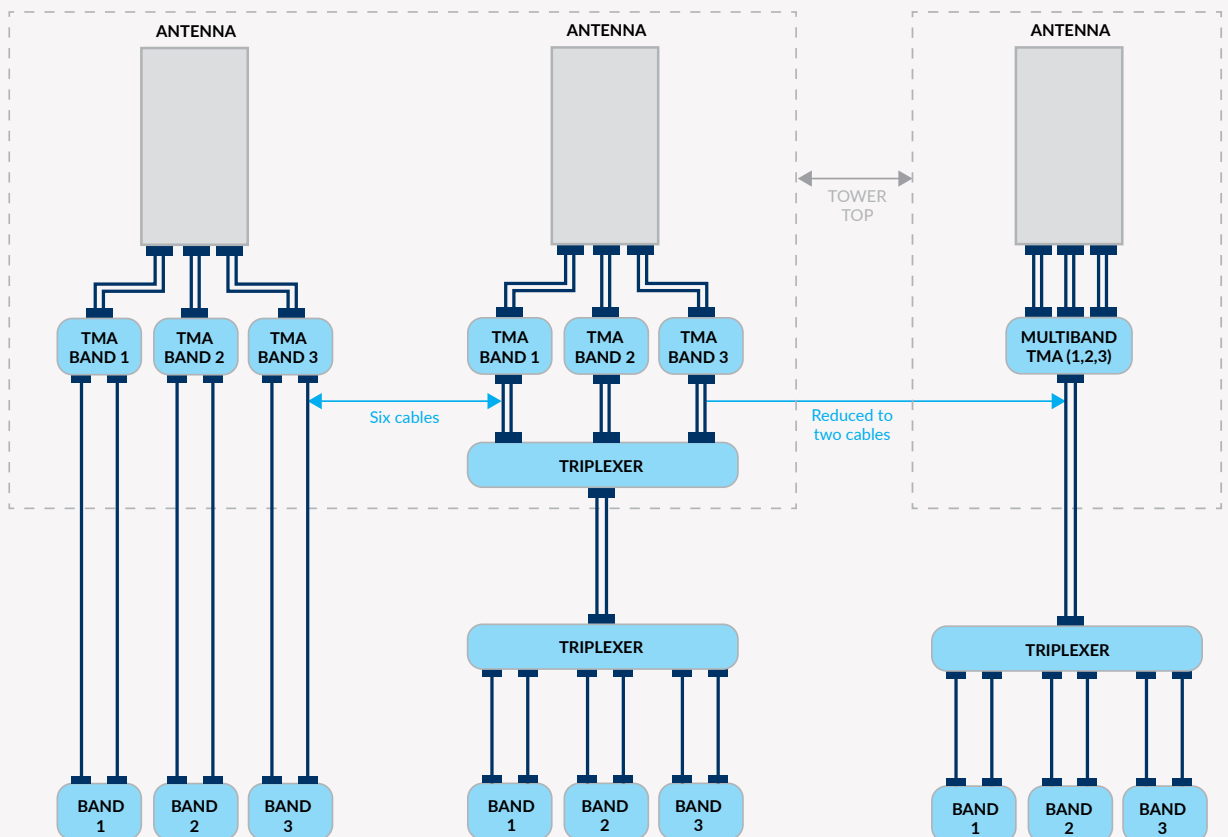 ANTENNA
ANTENNA
ANTENNA
TOWER
TOP
TMA
BAND 1
TMA
BAND 2
TMA
BAND 3
TMA
BAND 1
TMA
BAND 2
TMA
BAND 3
MULTIBAND
TMA (1,2,3)
Six cables
Reduced to
two cables
TRIPLEXER
TRIPLEXER
TRIPLEXER
BAND
1
BAND
2
BAND
3
BAND
1
BAND
2
BAND
3
BAND
1
BAND
2
BAND
3